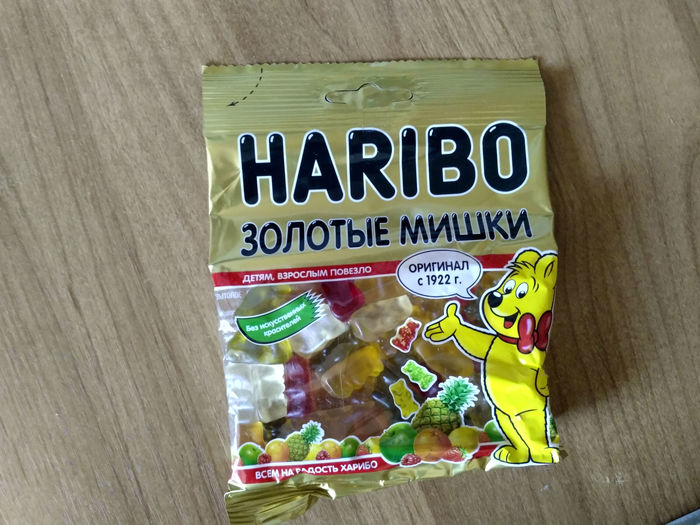 HARIBO
ЗОЛОТЫЕ МИШКИ
ДЕТЯМ, ВЗРОСЛЫМ ПОВЕЗЛО
ОРИГИНАЛ
с 1922 г.
Без искусственных
красителей
ВСЕМ НА РАДОСТЬ ХАРИБО